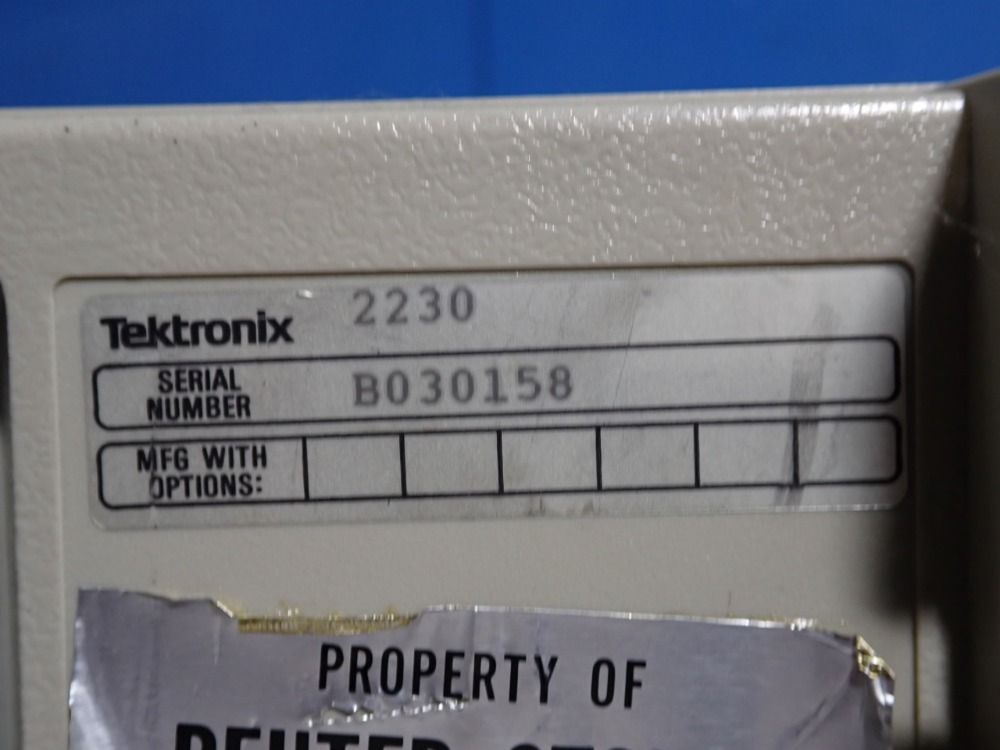 Tektronix 2230
SERIAL NUMBER B030158
MFG WITH OPTIONS:
PROPERTY OF